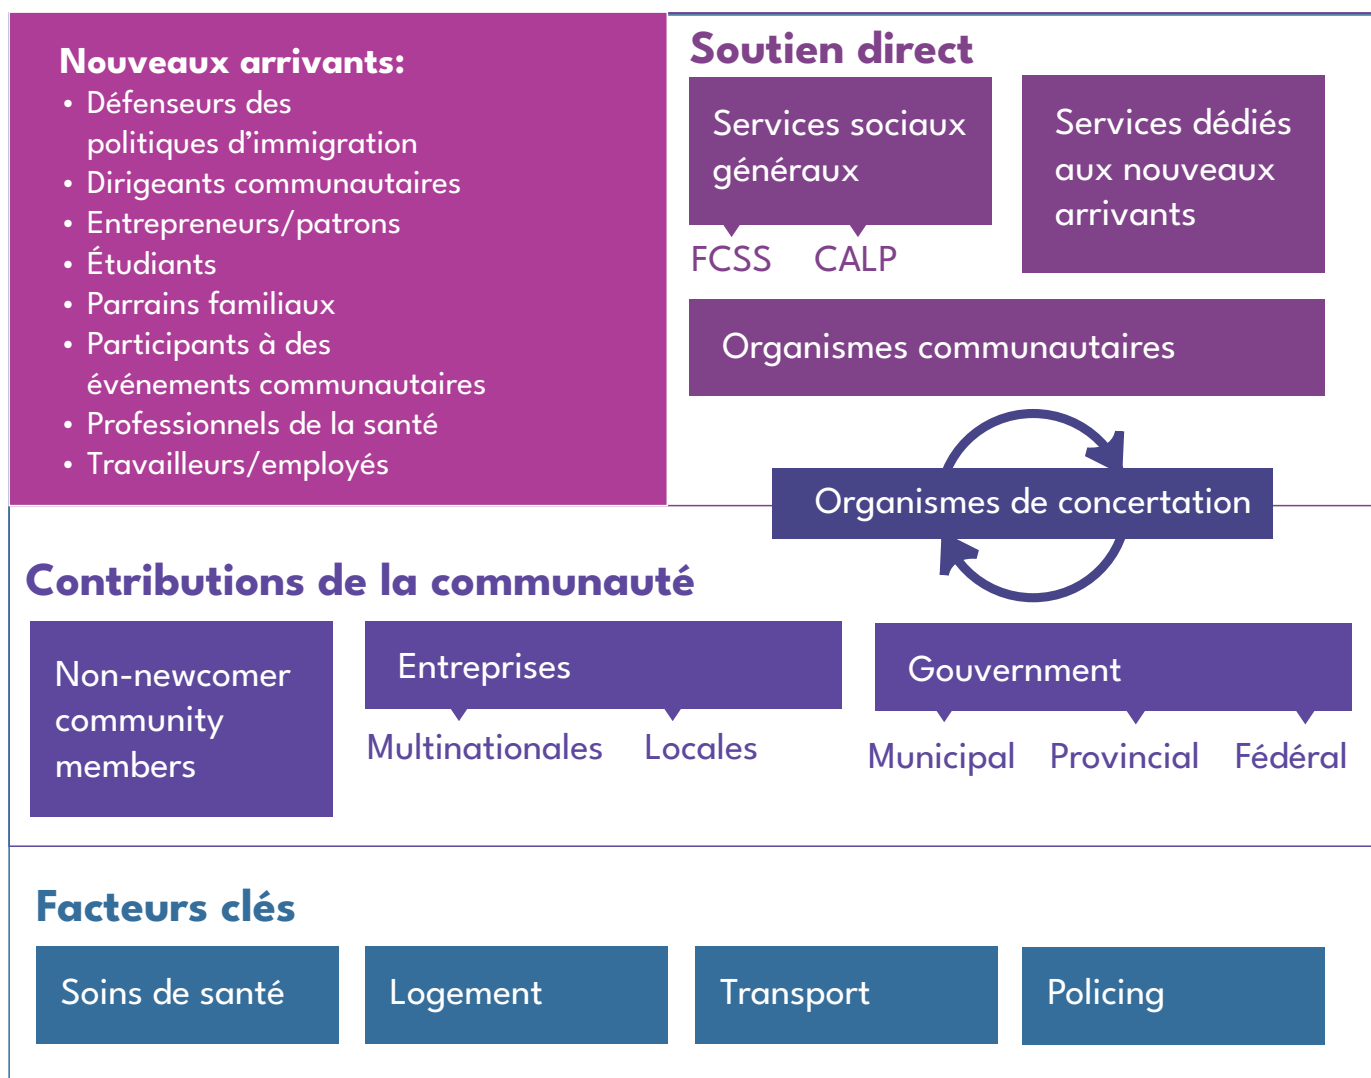 Nouveaux arrivants:
• Défenseurs des
politiques d'immigration
• Dirigeants communautaires
• Entrepreneurs/patrons
• Étudiants
• Parrains familiaux
• Participants à des
événements communautaires
• Professionnels de la santé
• Travailleurs/employés
Soutien direct
Services sociaux
généraux
FCSS
CALP
Services dédiés
aux nouveaux
arrivants
Organismes communautaires
Organismes de concertation
Contributions de la communauté
Non-newcomer
community
members
Entreprises
Multinationales
Locales
Gouvernment
Municipal
Provincial
Fédéral
Facteurs clés
Soins de santé
Logement
Transport
Policing